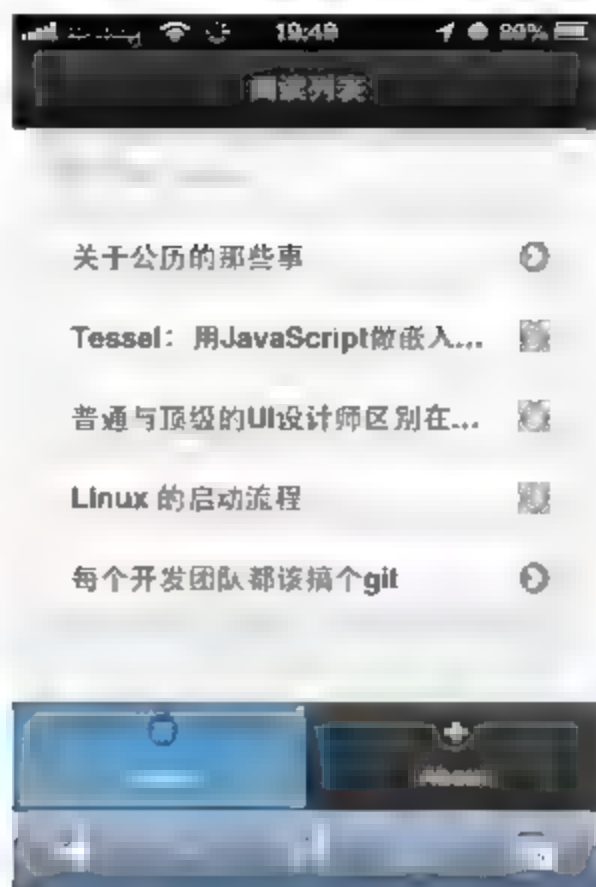 19:49
阅读列表
关于公历的那些事
Tessel：用JavaScript做嵌入...
普通与顶级的UI设计师区别在...
Linux 的启动流程
每个开发团队都该搞个git